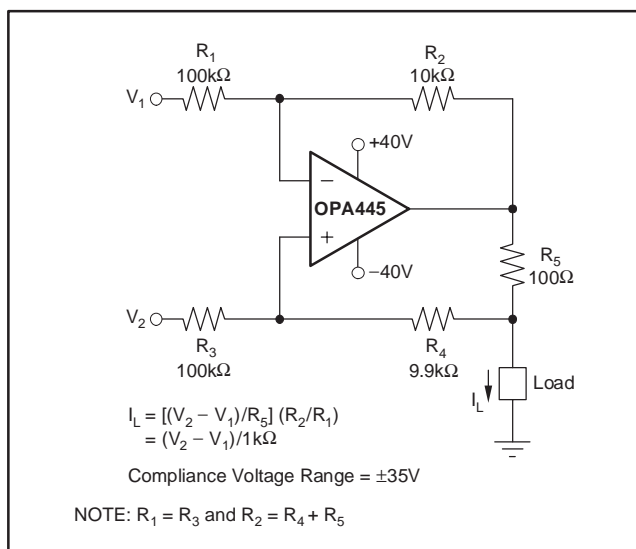 R1
100kΩ
R2
10kΩ
V1
+40V
−
OPA445
+
−40V
R5
100Ω
V2
R3
100kΩ
R4
9.9kΩ
IL
Load
IL = [(V2 − V1)/R5] (R2/R1)
= (V2 − V1)/1kΩ
Compliance Voltage Range = ±35V
NOTE: R1 = R3 and R2 = R4 + R5